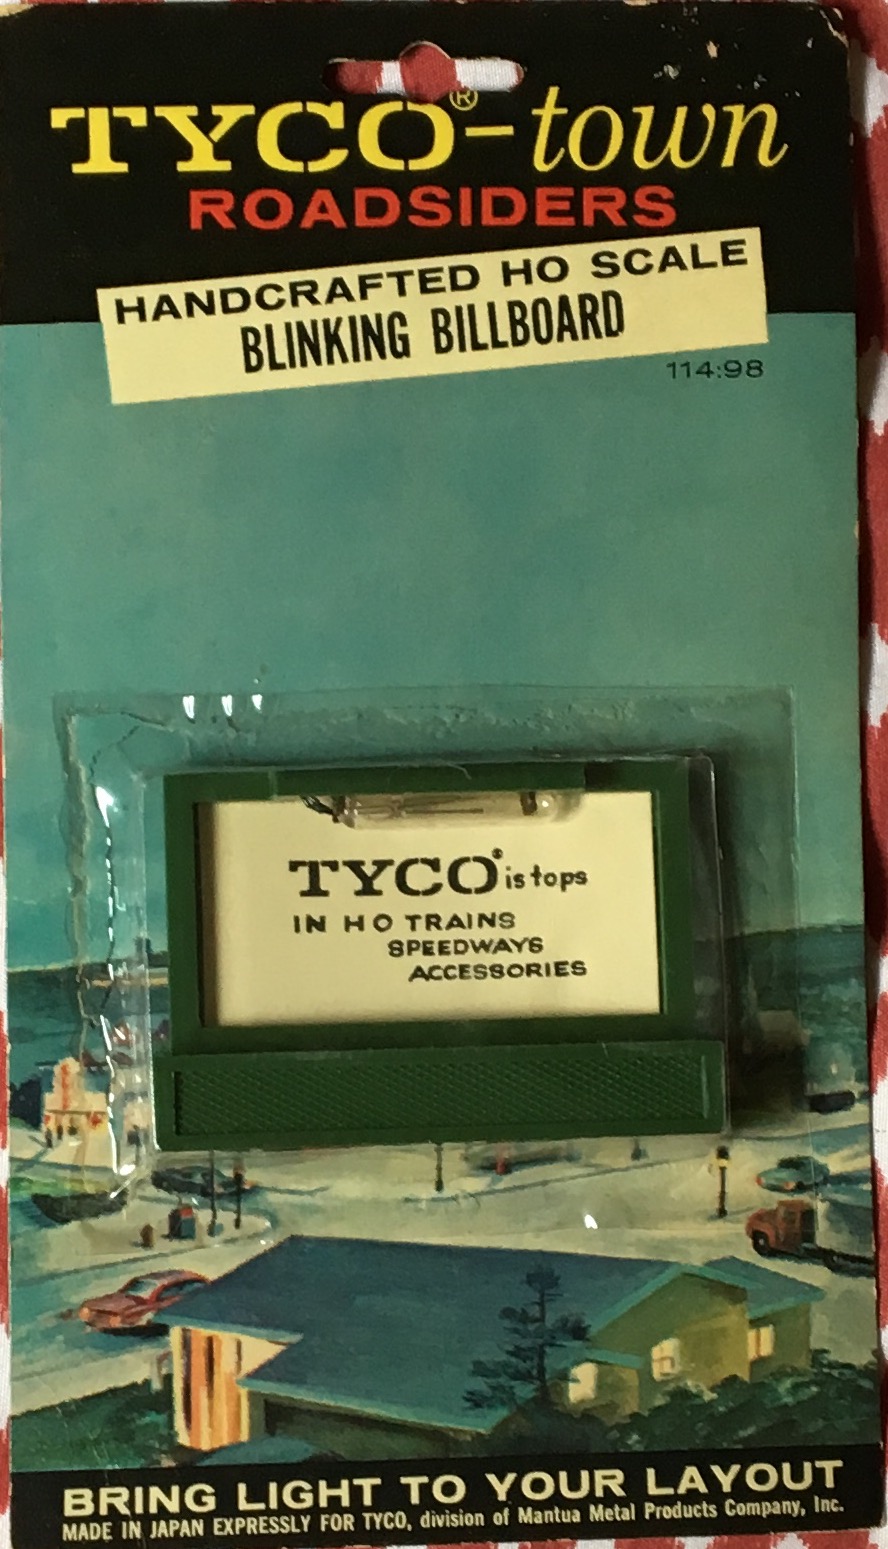 TYCO®-town
ROADSIDERS
HANDCRAFTED HO SCALE
BLINKING BILLBOARD
114:98
TYCO® is tops
IN HO TRAINS
SPEEDWAYS
ACCESSORIES
BRING LIGHT TO YOUR LAYOUT
MADE IN JAPAN EXPRESSLY FOR TYCO, division of Mantua Metal Products Company, Inc.